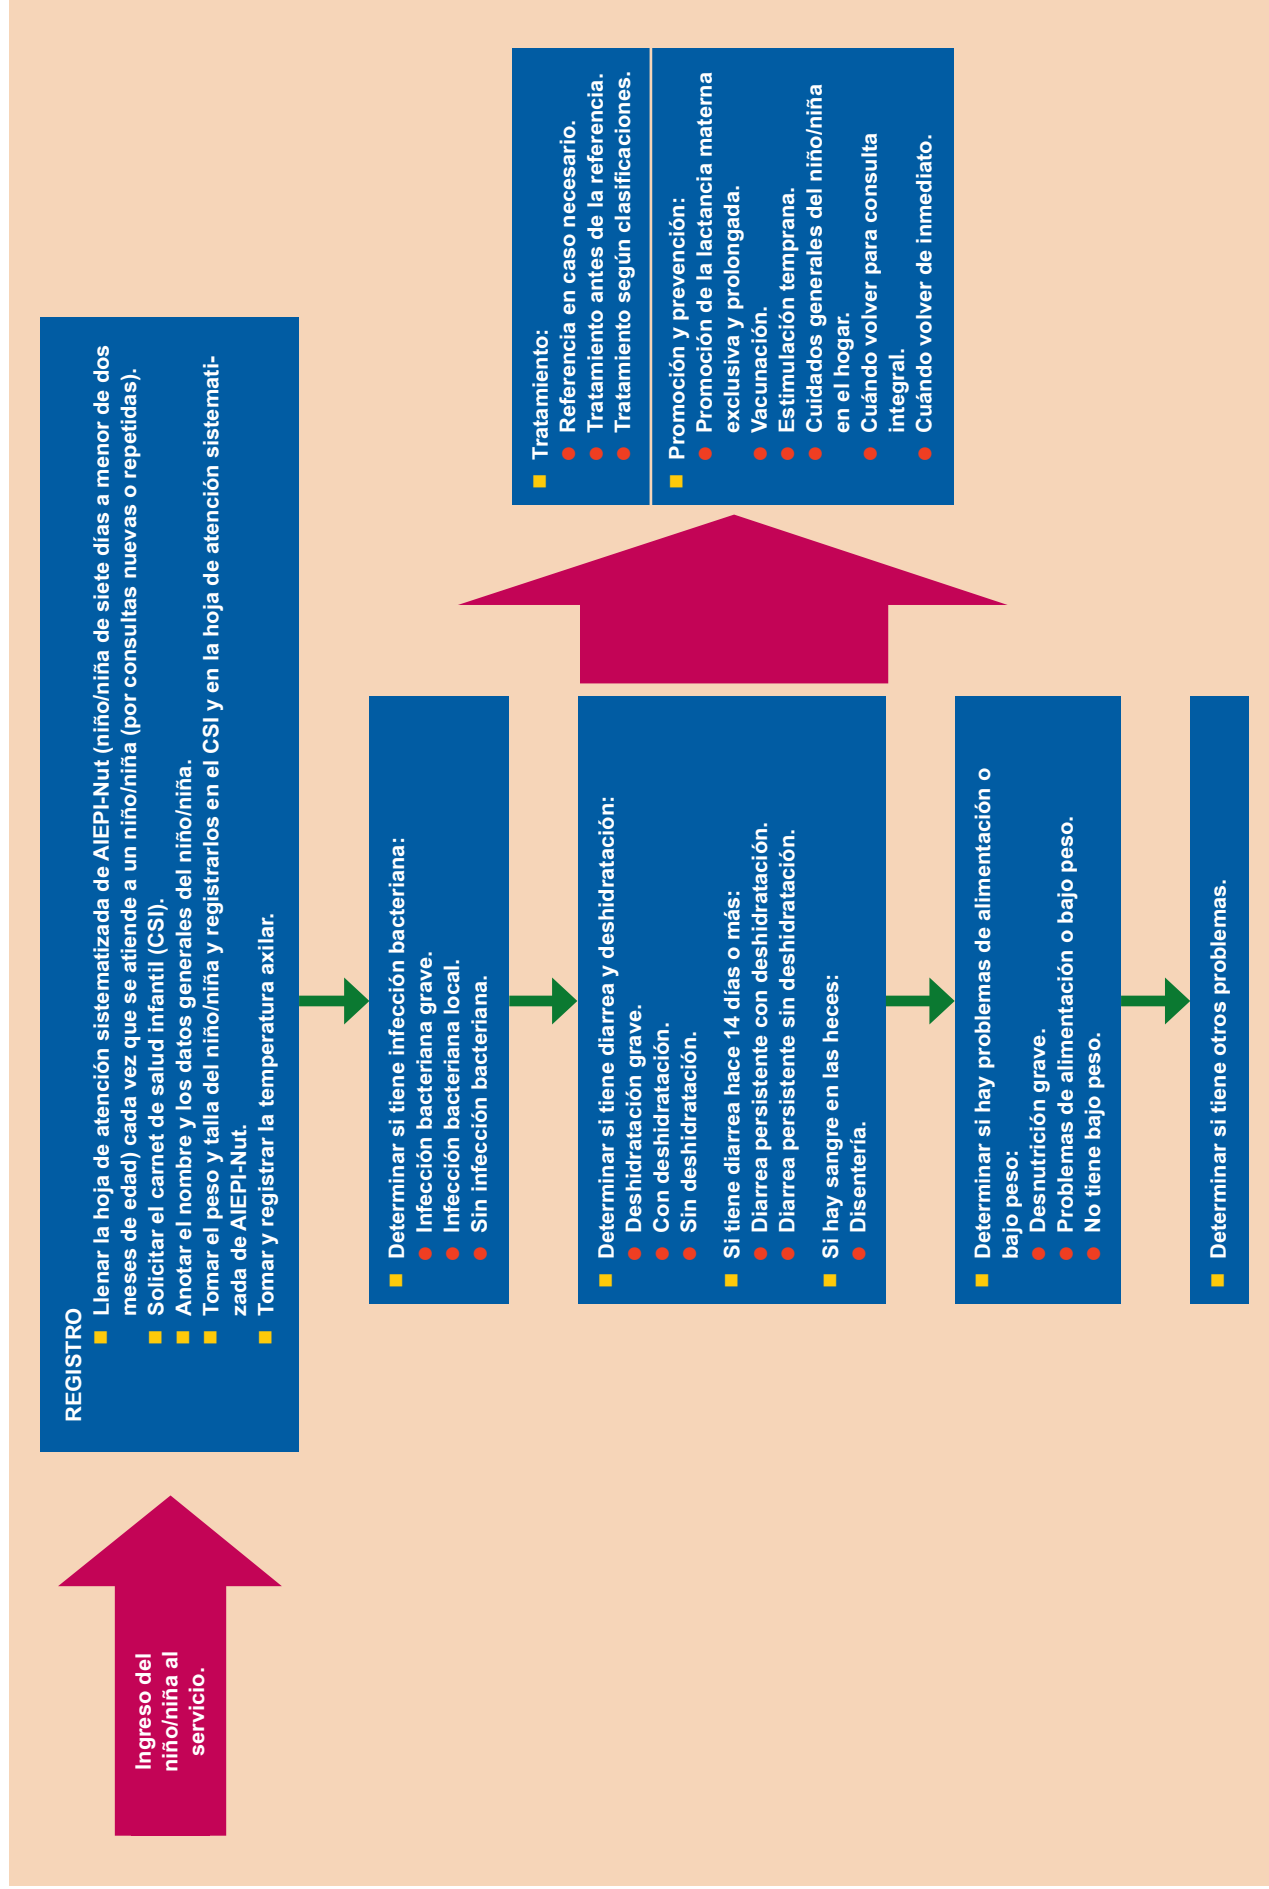 Ingreso del
niño/niña al
servicio.
REGISTRO
Llenar la hoja de atención sistematizada de AIEPI-Nut (niño/niña de siete días a menor de dos
meses de edad) cada vez que se atiende a un niño/niña (por consultas nuevas o repetidas).
Solicitar el carnet de salud infantil (CSI).
Anotar el nombre y los datos generales del niño/niña.
Tomar el peso y talla del niño/niña y registrarlos en el CSI y en la hoja de atención sistemati-
zada de AIEPI-Nut.
Tomar y registrar la temperatura axilar.
Determinar si tiene infección bacteriana:
Infección bacteriana grave.
Infección bacteriana local.
Sin infección bacteriana.
Determinar si tiene diarrea y deshidratación:
Deshidratación grave.
Con deshidratación.
Sin deshidratación.
Si tiene diarrea hace 14 días o más:
Diarrea persistente con deshidratación.
Diarrea persistente sin deshidratación.
Si hay sangre en las heces:
Disentería.
Determinar si hay problemas de alimentación o
bajo peso:
Desnutrición grave.
Problemas de alimentación o bajo peso.
No tiene bajo peso.
Determinar si tiene otros problemas.
Tratamiento:
Referencia en caso necesario.
Tratamiento antes de la referencia.
Tratamiento según clasificaciones.
Promoción y prevención:
Promoción de la lactancia materna
exclusiva y prolongada.
Vacunación.
Estimulación temprana.
Cuidados generales del niño/niña
en el hogar.
Cuándo volver para consulta
integral.
Cuándo volver de inmediato.